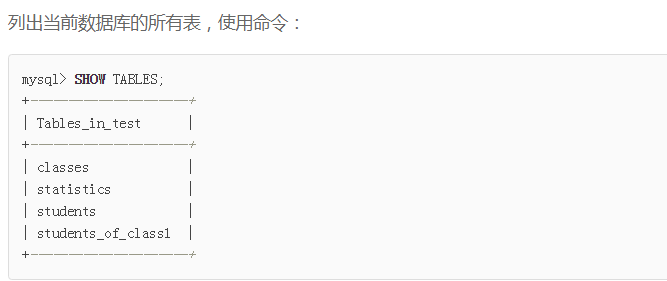 列出当前数据库的所有表，使用命令：
mysql> SHOW TABLES;
+---------------------+
| Tables_in_test      |
+---------------------+
| classes             |
| statistics          |
| students            |
| students_of_class1  |
+---------------------+